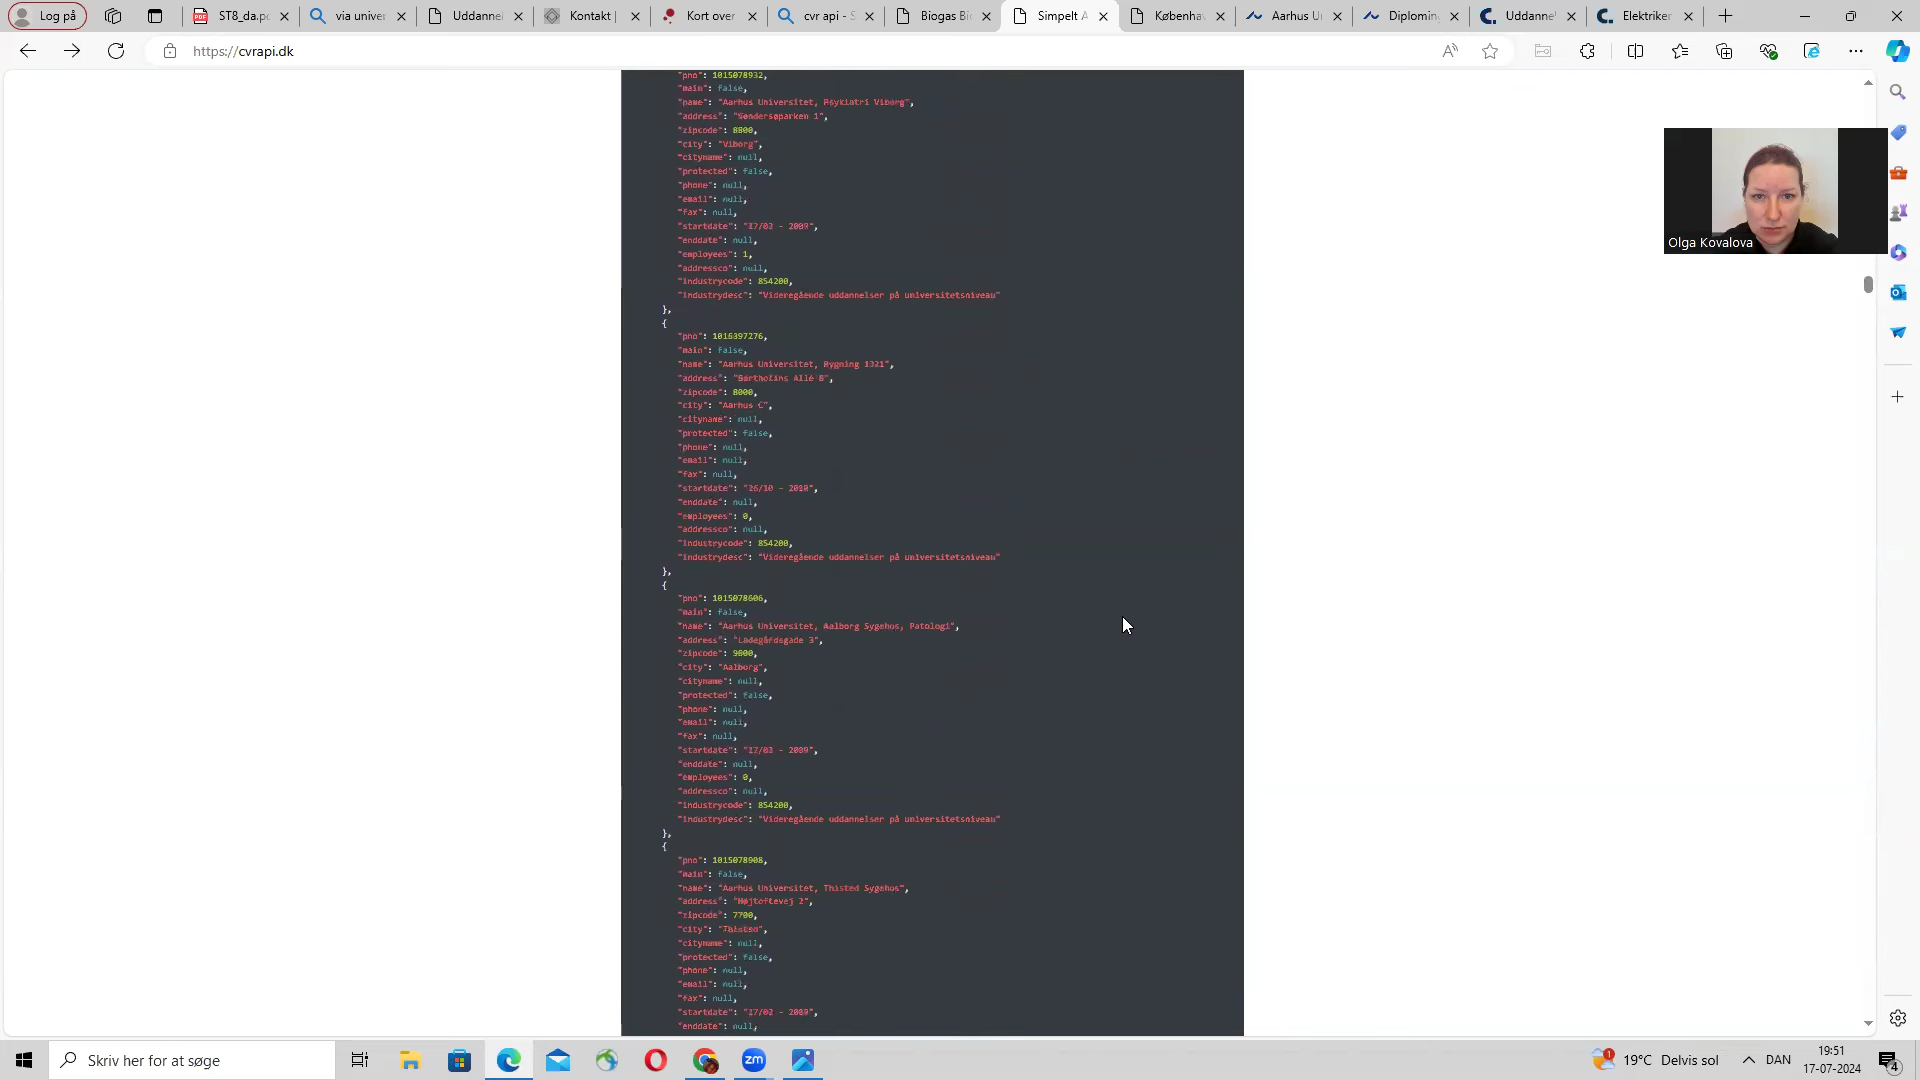 Log på
ST8_da.p
via univer
Uddanne
Kontakt |
Kort over
cvr api - S
Biogas Bi
Simpelt A
Københav
Aarhus U
Diplomin
Uddanne
Elektriker
https://cvrapi.dk
"pno": 1015078932,
"main": false,
"name": "Aarhus Universitet, Psykiatri Viborg",
"address": "Søndersøparken 1",
"zipcode": 8800,
"city": "Viborg",
"cityname": null,
"protected": false,
"phone": null,
"email": null,
"fax": null,
"startdate": "27/03 - 2009",
"enddate": null,
"employees": 1,
"addressco": null,
"industrycode": 854200,
"industrydesc": "Videregående uddannelser på universitetsniveau"
},
{
"pno": 1016397276,
"main": false,
"name": "Aarhus Universitet, Bygning 1321",
"address": "Bartholins Allé 8",
"zipcode": 8000,
"city": "Aarhus C",
"cityname": null,
"protected": false,
"phone": null,
"email": null,
"fax": null,
"startdate": "26/10 - 2010",
"enddate": null,
"employees": 0,
"addressco": null,
"industrycode": 854200,
"industrydesc": "Videregående uddannelser på universitetsniveau"
},
{
"pno": 1015078606,
"main": false,
"name": "Aarhus Universitet, Aalborg Sygehus, Patologi",
"address": "Ladegårdsgade 3",
"zipcode": 9000,
"city": "Aalborg",
"cityname": null,
"protected": false,
"phone": null,
"email": null,
"fax": null,
"startdate": "27/03 - 2009",
"enddate": null,
"employees": 0,
"addressco": null,
"industrycode": 854200,
"industrydesc": "Videregående uddannelser på universitetsniveau"
},
{
"pno": 1015078908,
"main": false,
"name": "Aarhus Universitet, Thisted Sygehus",
"address": "Højtoftevej 2",
"zipcode": 7700,
"city": "Thisted",
"cityname": null,
"protected": false,
"phone": null,
"email": null,
"fax": null,
"startdate": "27/03 - 2009",
"enddate": null,
Olga Kovalova
Skriv her for at søge
zm
19°C Delvis sol
DAN
19:51
17-07-2024
4